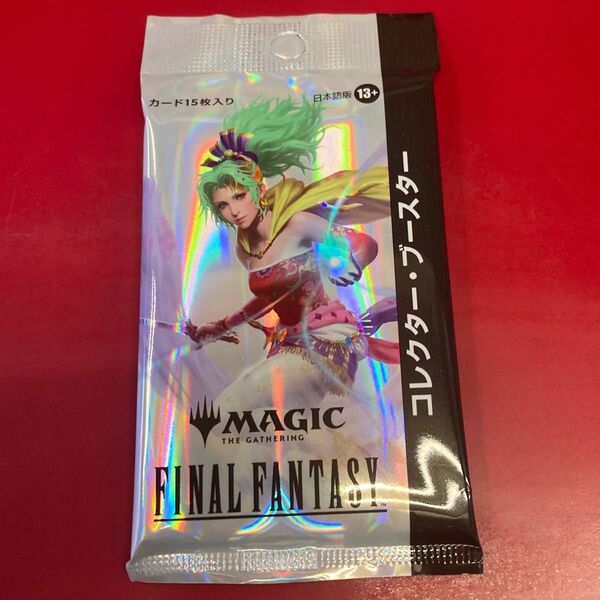 カード15枚入り
日本語版 13+
コレクター・ブースター
MAGIC
THE GATHERING
FINAL FANTASY™